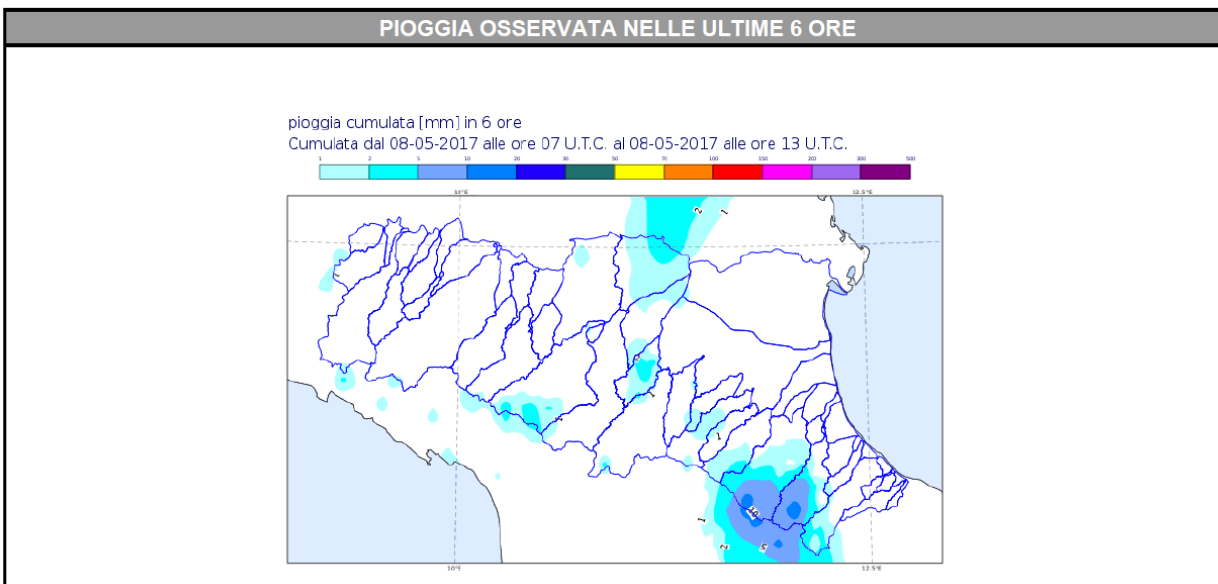 PIOGGIA OSSERVATA NELLE ULTIME 6 ORE
pioggia cumulata [mm] in 6 ore
Cumulata dal 08-05-2017 alle ore 07 U.T.C. al 08-05-2017 alle ore 13 U.T.C.
1 2 5 10 20 30 50 70 100 150 200 300 500
12.5°E
2 1
1
1
1 10
2 5
10°E 12.5°E